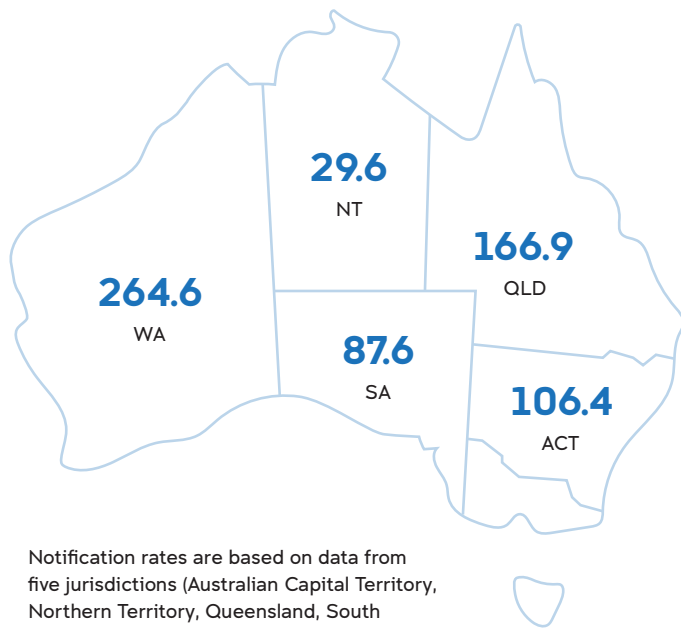 29.6
NT
166.9
QLD
264.6
WA
87.6
SA
106.4
ACT
Notification rates are based on data from
five jurisdictions (Australian Capital Territory,
Northern Territory, Queensland, South